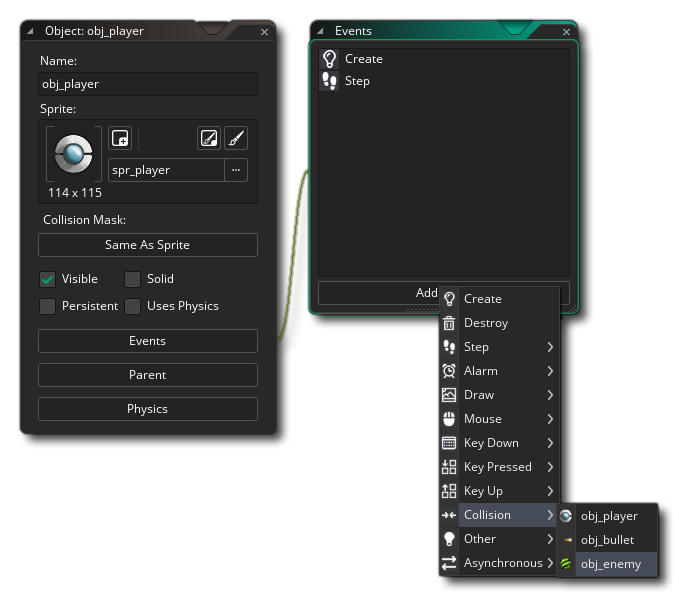 Object: obj_player
Name:
obj_player
Sprite:
spr_player
...
114 x 115
Collision Mask:
Same As Sprite
Visible
Solid
Persistent
Uses Physics
Events
Parent
Physics
Events
Create
Step
Add
Create
Destroy
Step
Alarm
Draw
Mouse
Key Down
Key Pressed
Key Up
Collision
Other
Asynchronous
obj_player
obj_bullet
obj_enemy